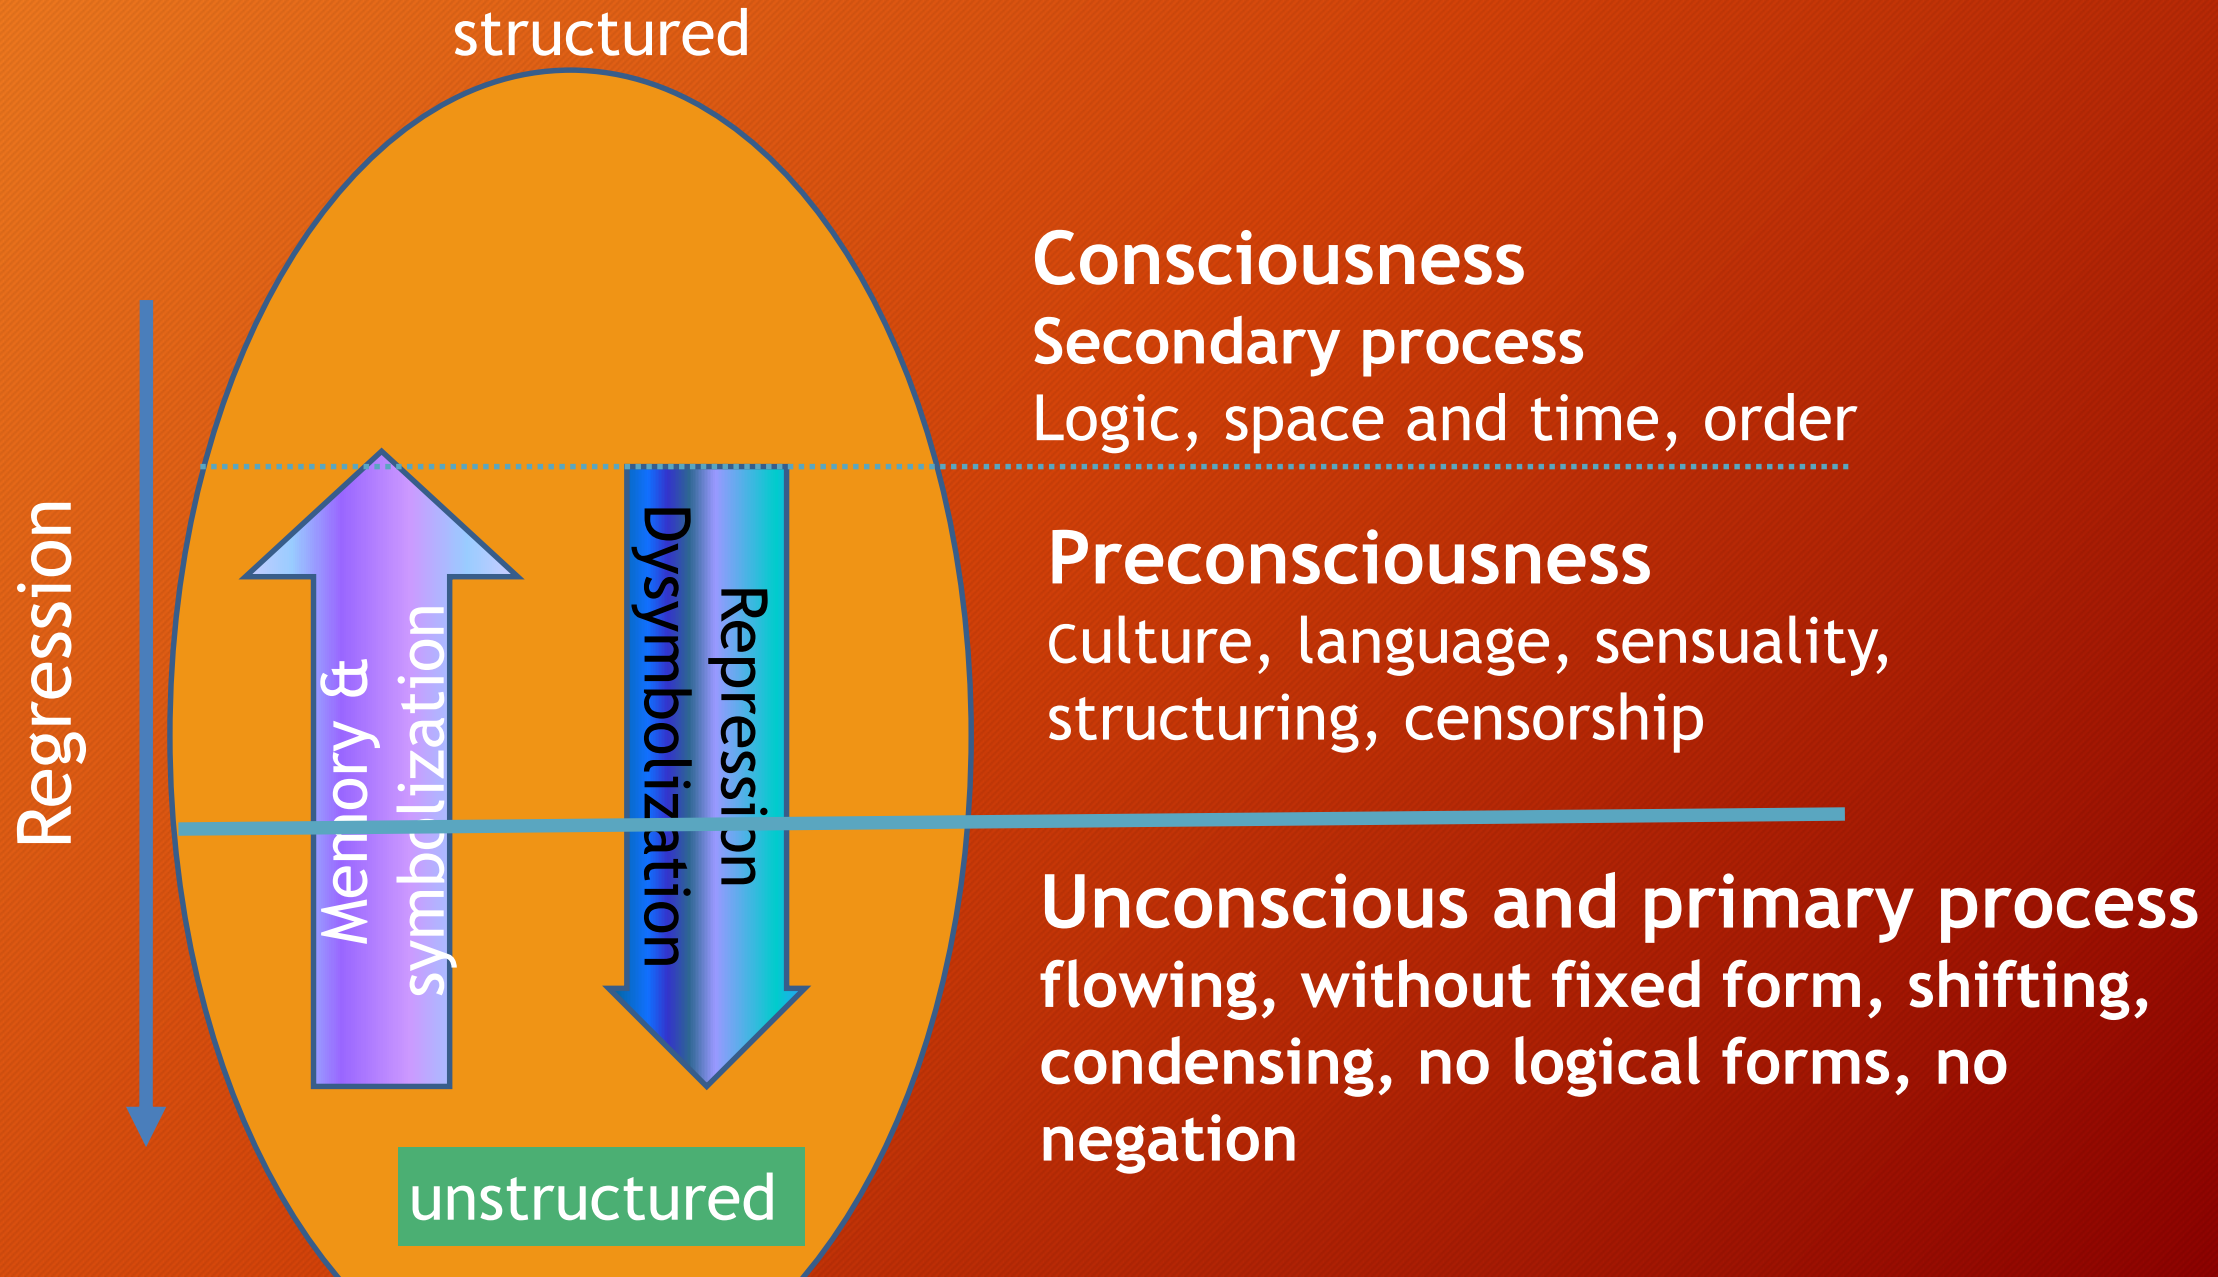 structured
Consciousness
Secondary process
Logic, space and time, order
Regression
Memory &
symbolization
Dysymbolization
Repression
Preconsciousness
Culture, language, sensuality,
structuring, censorship
Unconscious and primary process
flowing, without fixed form, shifting,
condensing, no logical forms, no
negation
unstructured